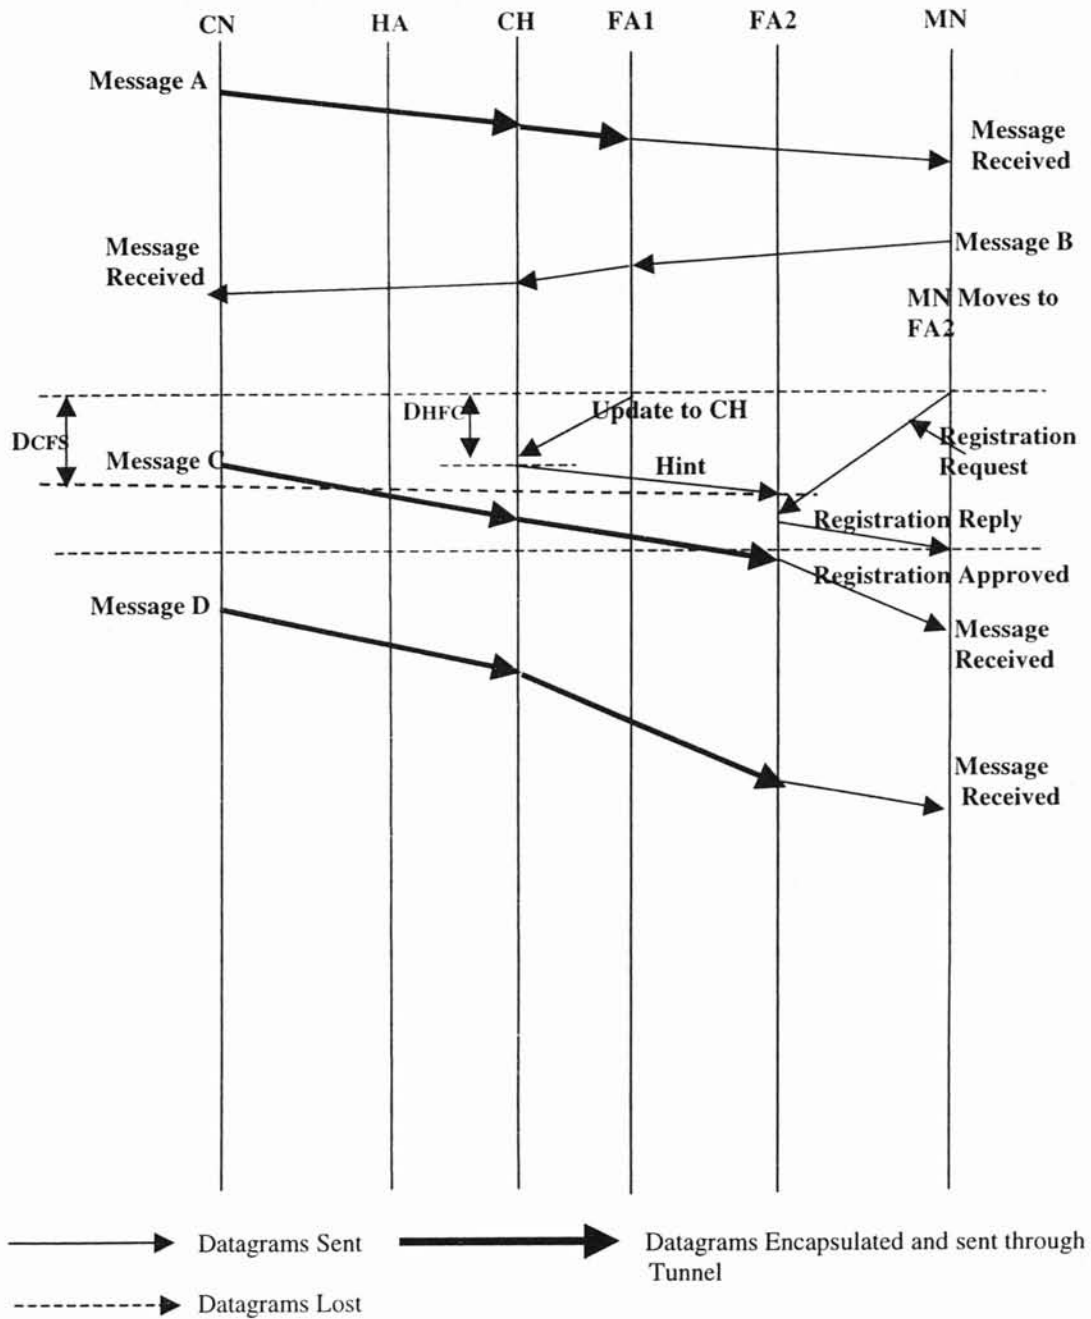 CN HA CH FA1 FA2 MN
Message A
Message
Received
Message
Received
Message B
MN Moves to
FA2
DHFC
Update to CH
DCFS
Registration
Request
Message C
Hint
Registration Reply
Registration Approved
Message D
Message
Received
Message
Received
Datagrams Sent
Datagrams Encapsulated and sent through
Tunnel
Datagrams Lost